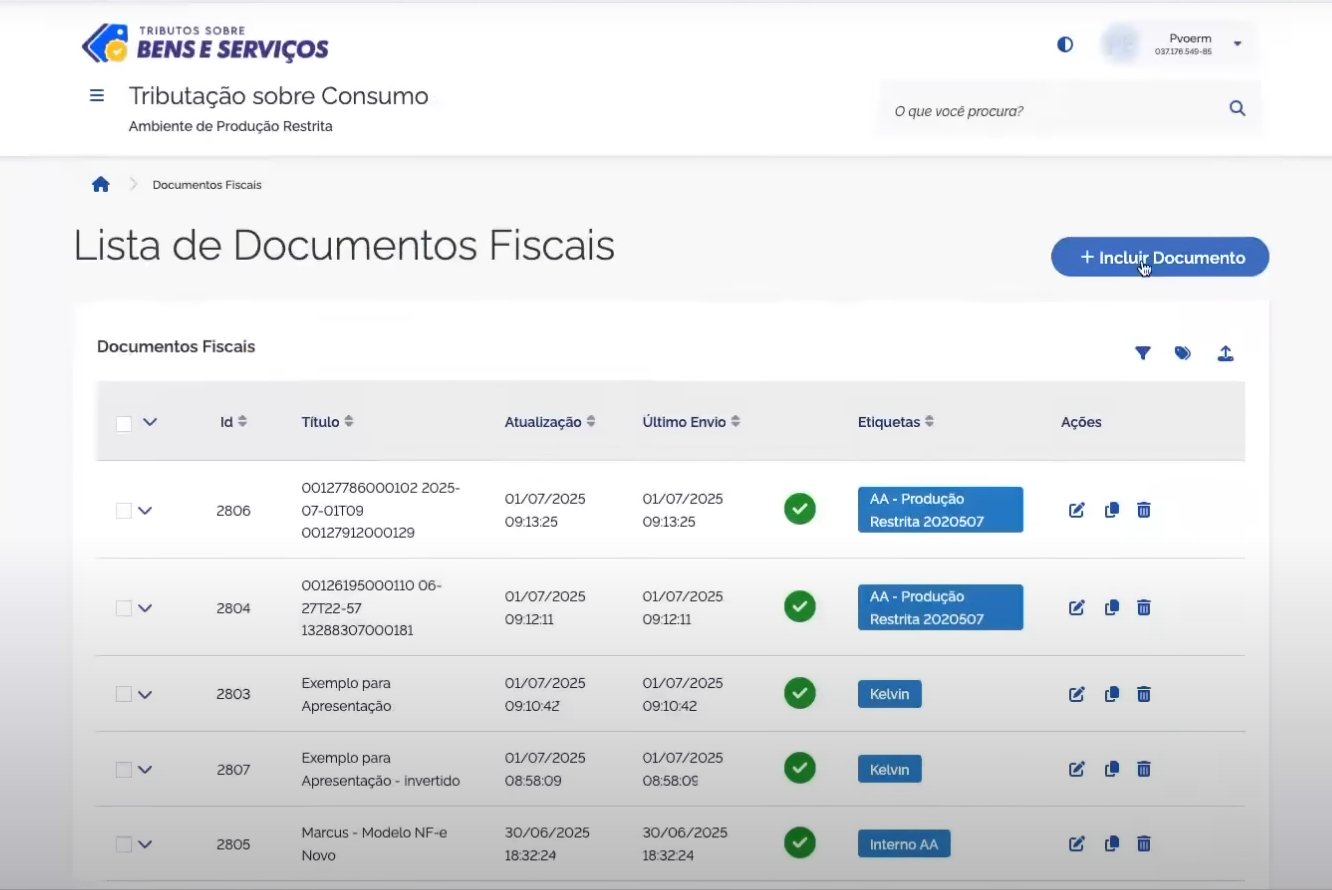 TRIBUTOS SOBRE
BENS E SERVIÇOS
Pvoerm
037.176.549-85
Tributação sobre Consumo
Ambiente de Produção Restrita
O que você procura?
Documentos Fiscais
Lista de Documentos Fiscais
+ Incluir Documento
Documentos Fiscais
Id Título Atualização Último Envio Etiquetas Ações
2806
00127786000102 2025-
07-01T09
00127912000129
01/07/2025
09:13:25
01/07/2025
09:13:25
AA - Produção
Restrita 2020507
2804
00126195000110 06-
27T22-57
13288307000181
01/07/2025
09:12:11
01/07/2025
09:12:11
AA - Produção
Restrita 2020507
2803
Exemplo para
Apresentação
01/07/2025
09:10:42
01/07/2025
09:10:42
Kelvin
2807
Exemplo para
Apresentação - invertido
01/07/2025
08:58:09
01/07/2025
08:58:09
Kelvin
2805
Marcus - Modelo NF-e
Novo
30/06/2025
18:32:24
30/06/2025
18:32:24
Interno AA